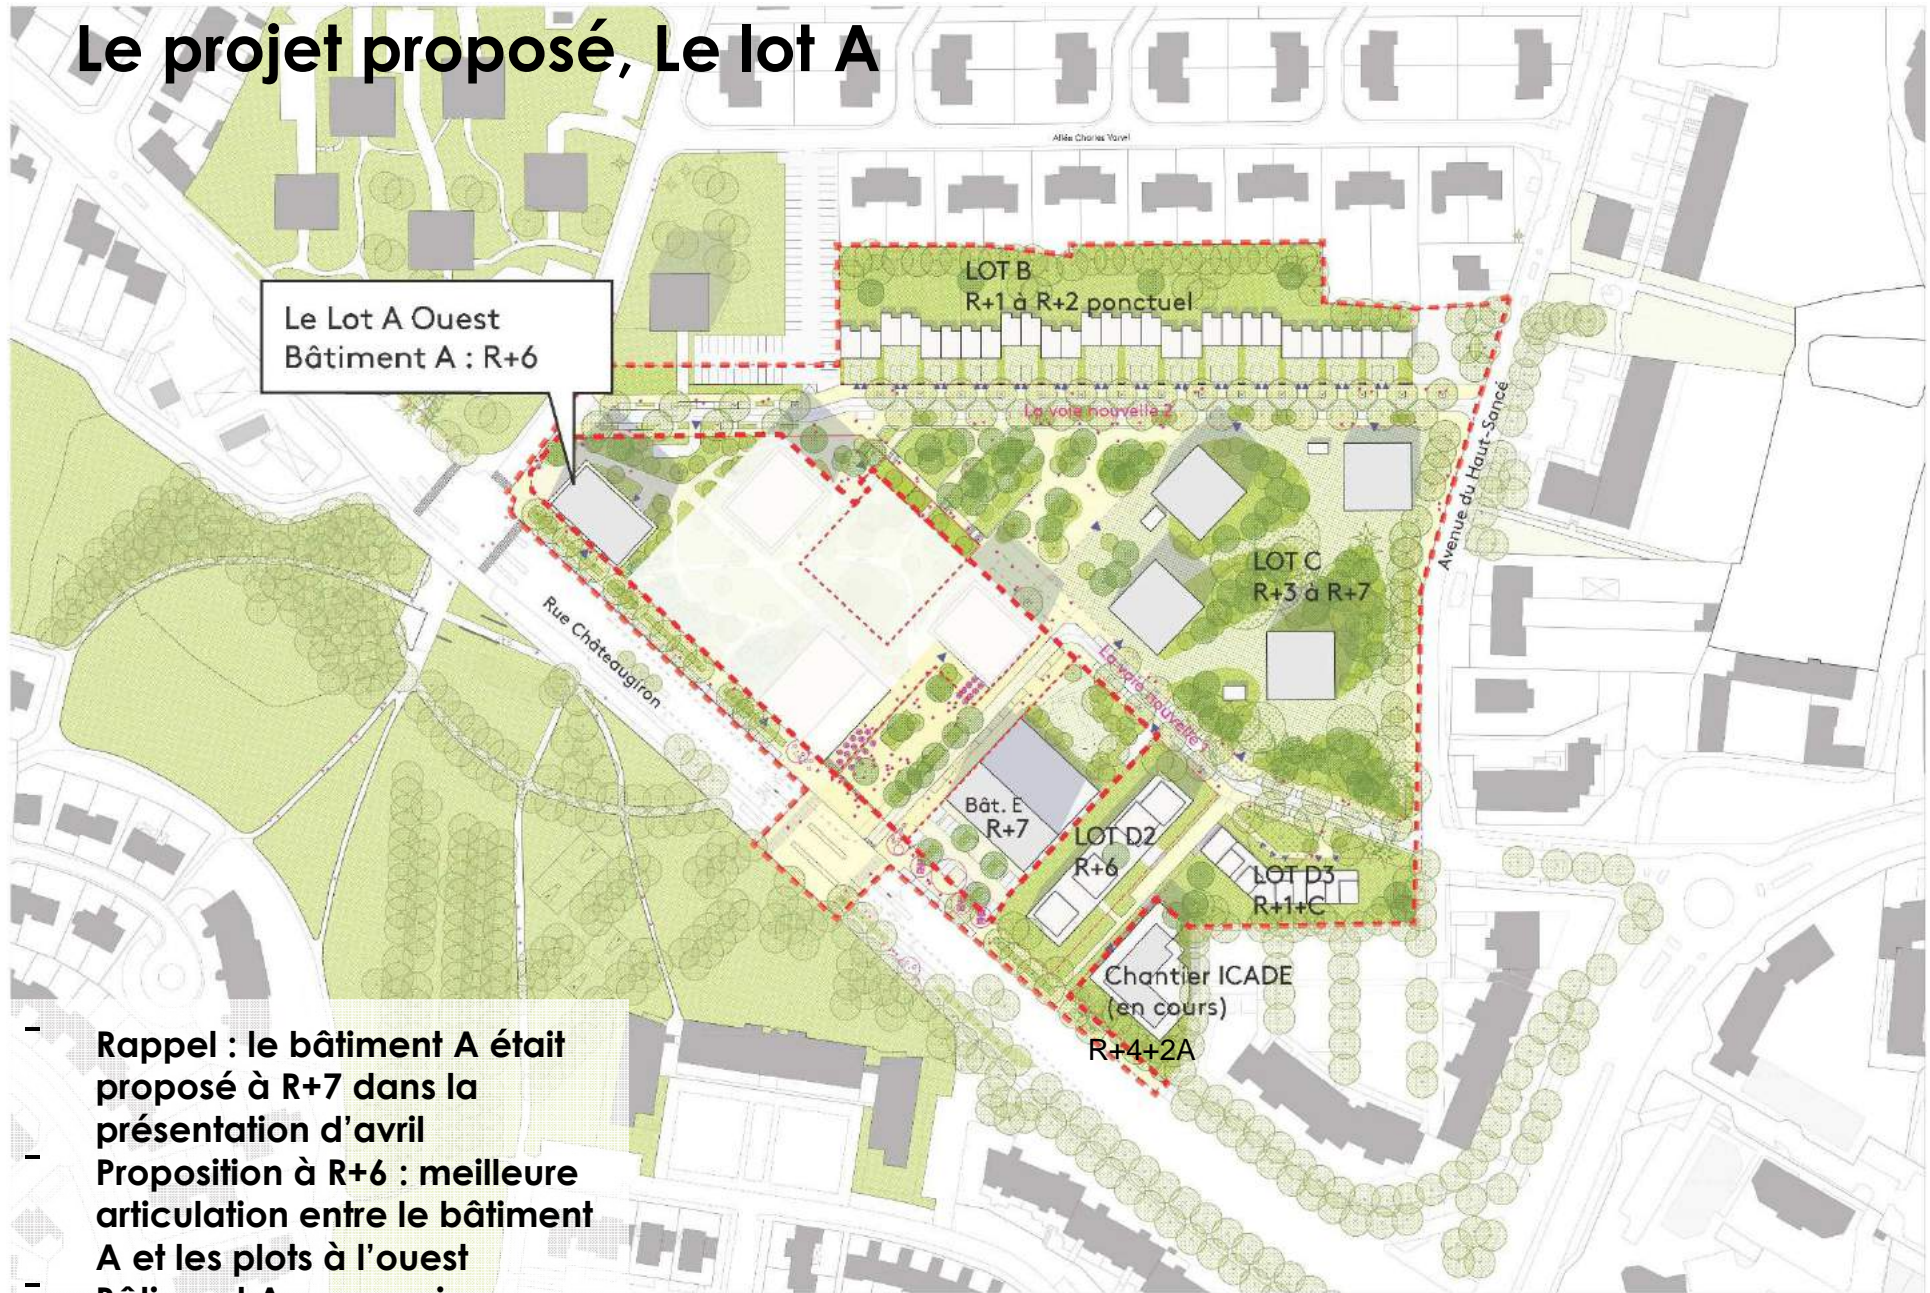 Le projet proposé, Le lot A
Allée Charles Vanel
LOT B
R+1 à R+2 ponctuel
Le Lot A Ouest
Bâtiment A : R+6
La voie nouvelle 2
Avenue du Haut-Sancé
LOT C
R+3 à R+7
Rue Châteaugiron
La voie nouvelle 1
Bât. E
R+7
LOT D2
R+6
LOT D3
R+1+C
Chantier ICADE
(en cours)
R+4+2A
- Rappel : le bâtiment A était
proposé à R+7 dans la
présentation d’avril
- Proposition à R+6 : meilleure
articulation entre le bâtiment
A et les plots à l’ouest
- Bâtiment A